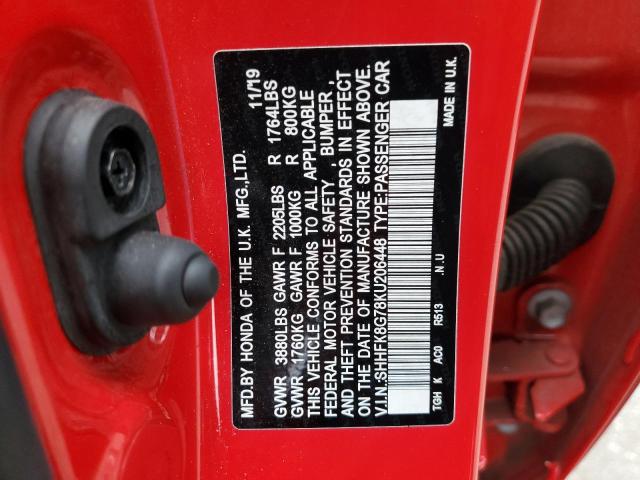 MFD.BY HONDA OF THE U.K. MFG.,LTD. 11/19
GVWR 3880LBS GAWR F 2205LBS R 1764LBS
GVWR 1760KG GAWR F 1000KG R 800KG
THIS VEHICLE CONFORMS TO ALL APPLICABLE
FEDERAL MOTOR VEHICLE SAFETY, BUMPER,
AND THEFT PREVENTION STANDARDS IN EFFECT
ON THE DATE OF MANUFACTURE SHOWN ABOVE.
V.I.N.:SHHFK8G78KU206448 TYPE:PASSENGER CAR
TGH K AC0 R513 .N.U MADE IN U.K.